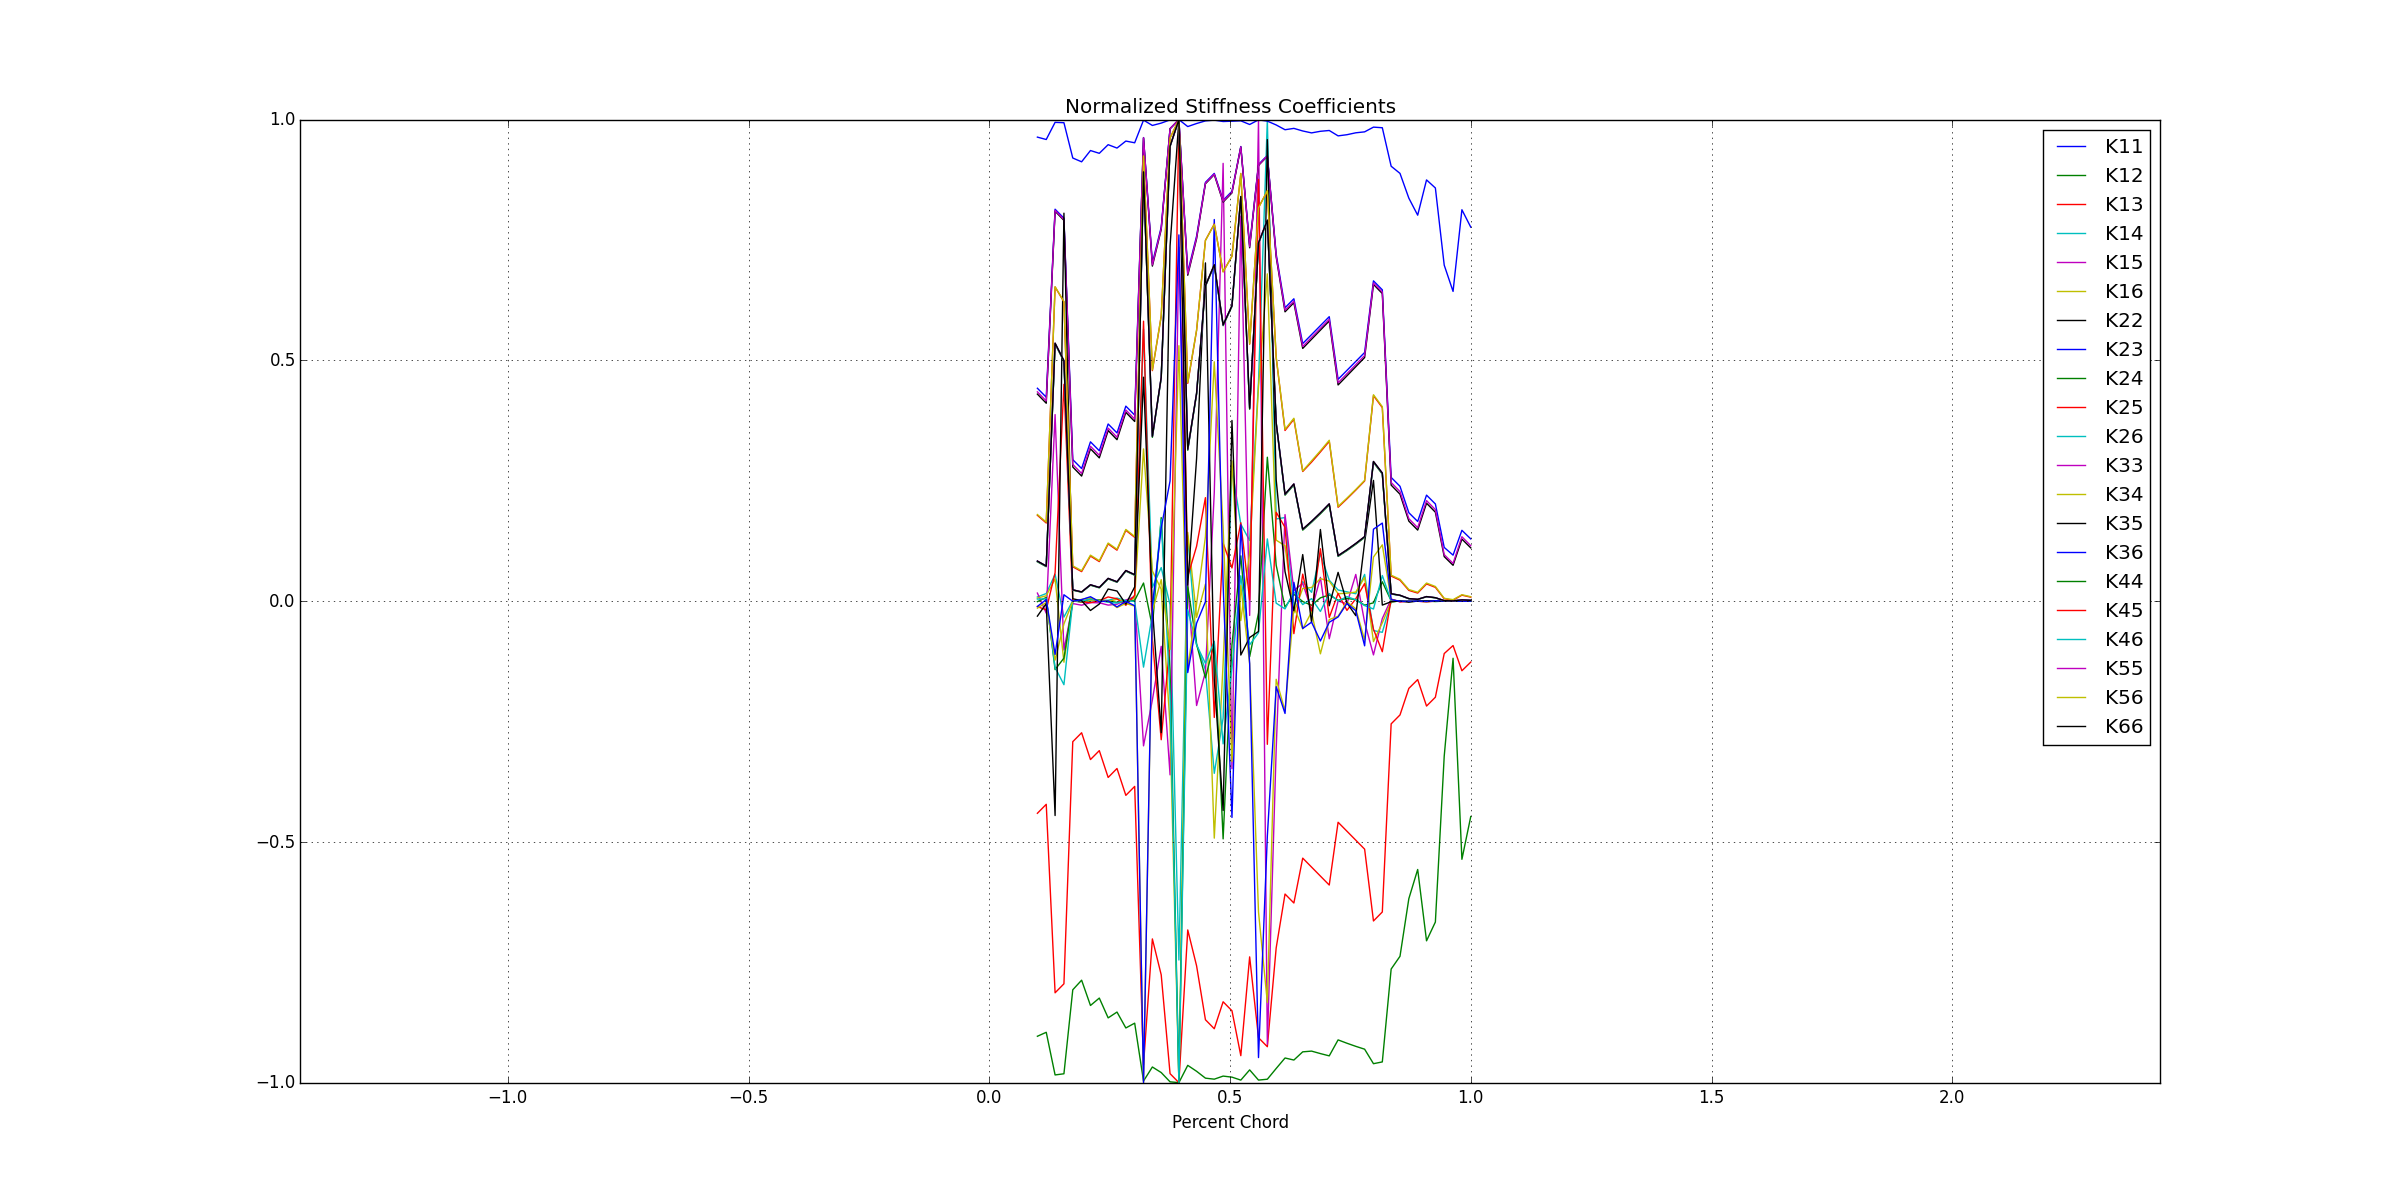 Normalized Stiffness Coefficients
1.0
0.5
0.0
−0.5
−1.0
−1.0
−0.5
0.0
0.5
1.0
1.5
2.0
Percent Chord
K11
K12
K13
K14
K15
K16
K22
K23
K24
K25
K26
K33
K34
K35
K36
K44
K45
K46
K55
K56
K66